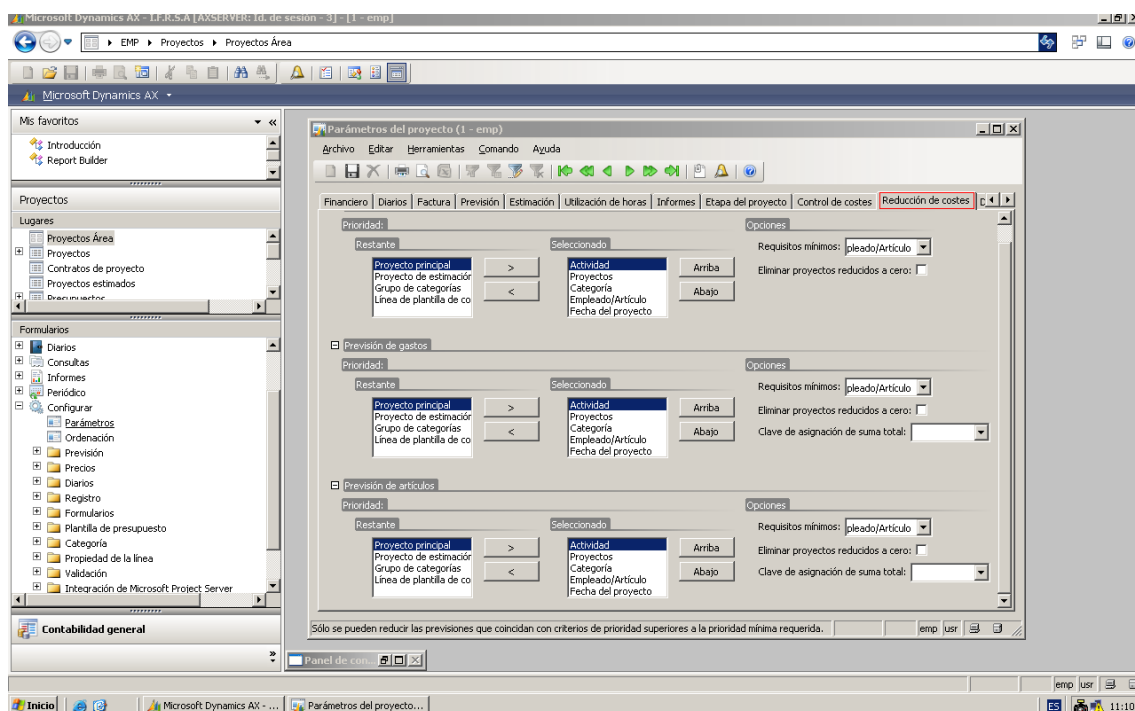 Microsoft Dynamics AX - I.F.R.S.A [AXSERVER: Id. de sesión - 3] - [1 - emp]
EMP Proyectos Proyectos Área
Microsoft Dynamics AX
Mis favoritos
Introducción
Report Builder
Proyectos
Lugares
Proyectos Área
Proyectos
Contratos de proyecto
Proyectos estimados
Presupuestos
Formularios
Diarios
Consultas
Informes
Periódico
Configurar
Parámetros
Ordenación
Previsión
Precios
Diarios
Registro
Formularios
Plantilla de presupuesto
Categoría
Propiedad de la línea
Validación
Integración de Microsoft Project Server
Contabilidad general
Parámetros del proyecto (1 - emp)
Archivo Editar Herramientas Comando Ayuda
Financiero Diarios Factura Previsión Estimación Utilización de horas Informes Etapa del proyecto Control de costes Reducción de costes
Prioridad: Opciones
Restante Seleccionado Requisitos mínimos: pleado/Artículo
Proyecto principal > Actividad Arriba Eliminar proyectos reducidos a cero:
Proyecto de estimación Proyectos
Grupo de categorías < Categoría Abajo
Línea de plantilla de co Empleado/Artículo
Fecha del proyecto
Previsión de gastos
Prioridad: Opciones
Restante Seleccionado Requisitos mínimos: pleado/Artículo
Proyecto principal > Actividad Arriba Eliminar proyectos reducidos a cero:
Proyecto de estimación Proyectos
Grupo de categorías < Categoría Abajo Clave de asignación de suma total:
Línea de plantilla de co Empleado/Artículo
Fecha del proyecto
Previsión de artículos
Prioridad: Opciones
Restante Seleccionado Requisitos mínimos: pleado/Artículo
Proyecto principal > Actividad Arriba Eliminar proyectos reducidos a cero:
Proyecto de estimación Proyectos
Grupo de categorías < Categoría Abajo Clave de asignación de suma total:
Línea de plantilla de co Empleado/Artículo
Fecha del proyecto
Sólo se pueden reducir las previsiones que coincidan con criterios de prioridad superiores a la prioridad mínima requerida. emp usr
Panel de con...
emp usr
Inicio Microsoft Dynamics AX - ... Parámetros del proyecto... ES 11:10